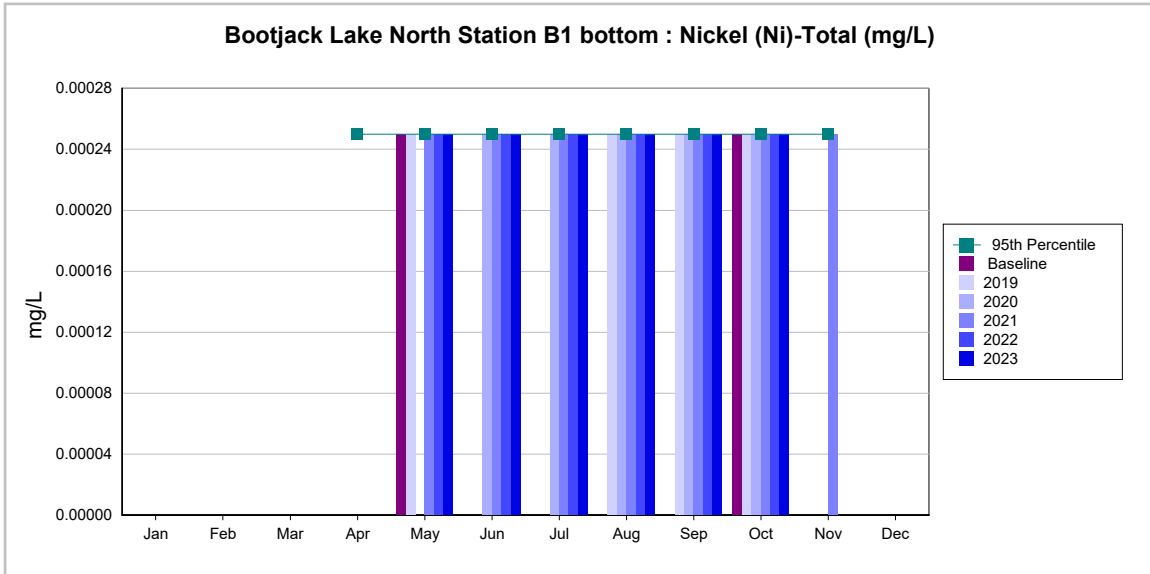 Bootjack Lake North Station B1 bottom : Nickel (Ni)-Total (mg/L)
0.00028
0.00024
0.00020
0.00016
0.00012
0.00008
0.00004
0.00000
mg/L
Jan Feb Mar Apr May Jun Jul Aug Sep Oct Nov Dec
95th Percentile
Baseline
2019
2020
2021
2022
2023